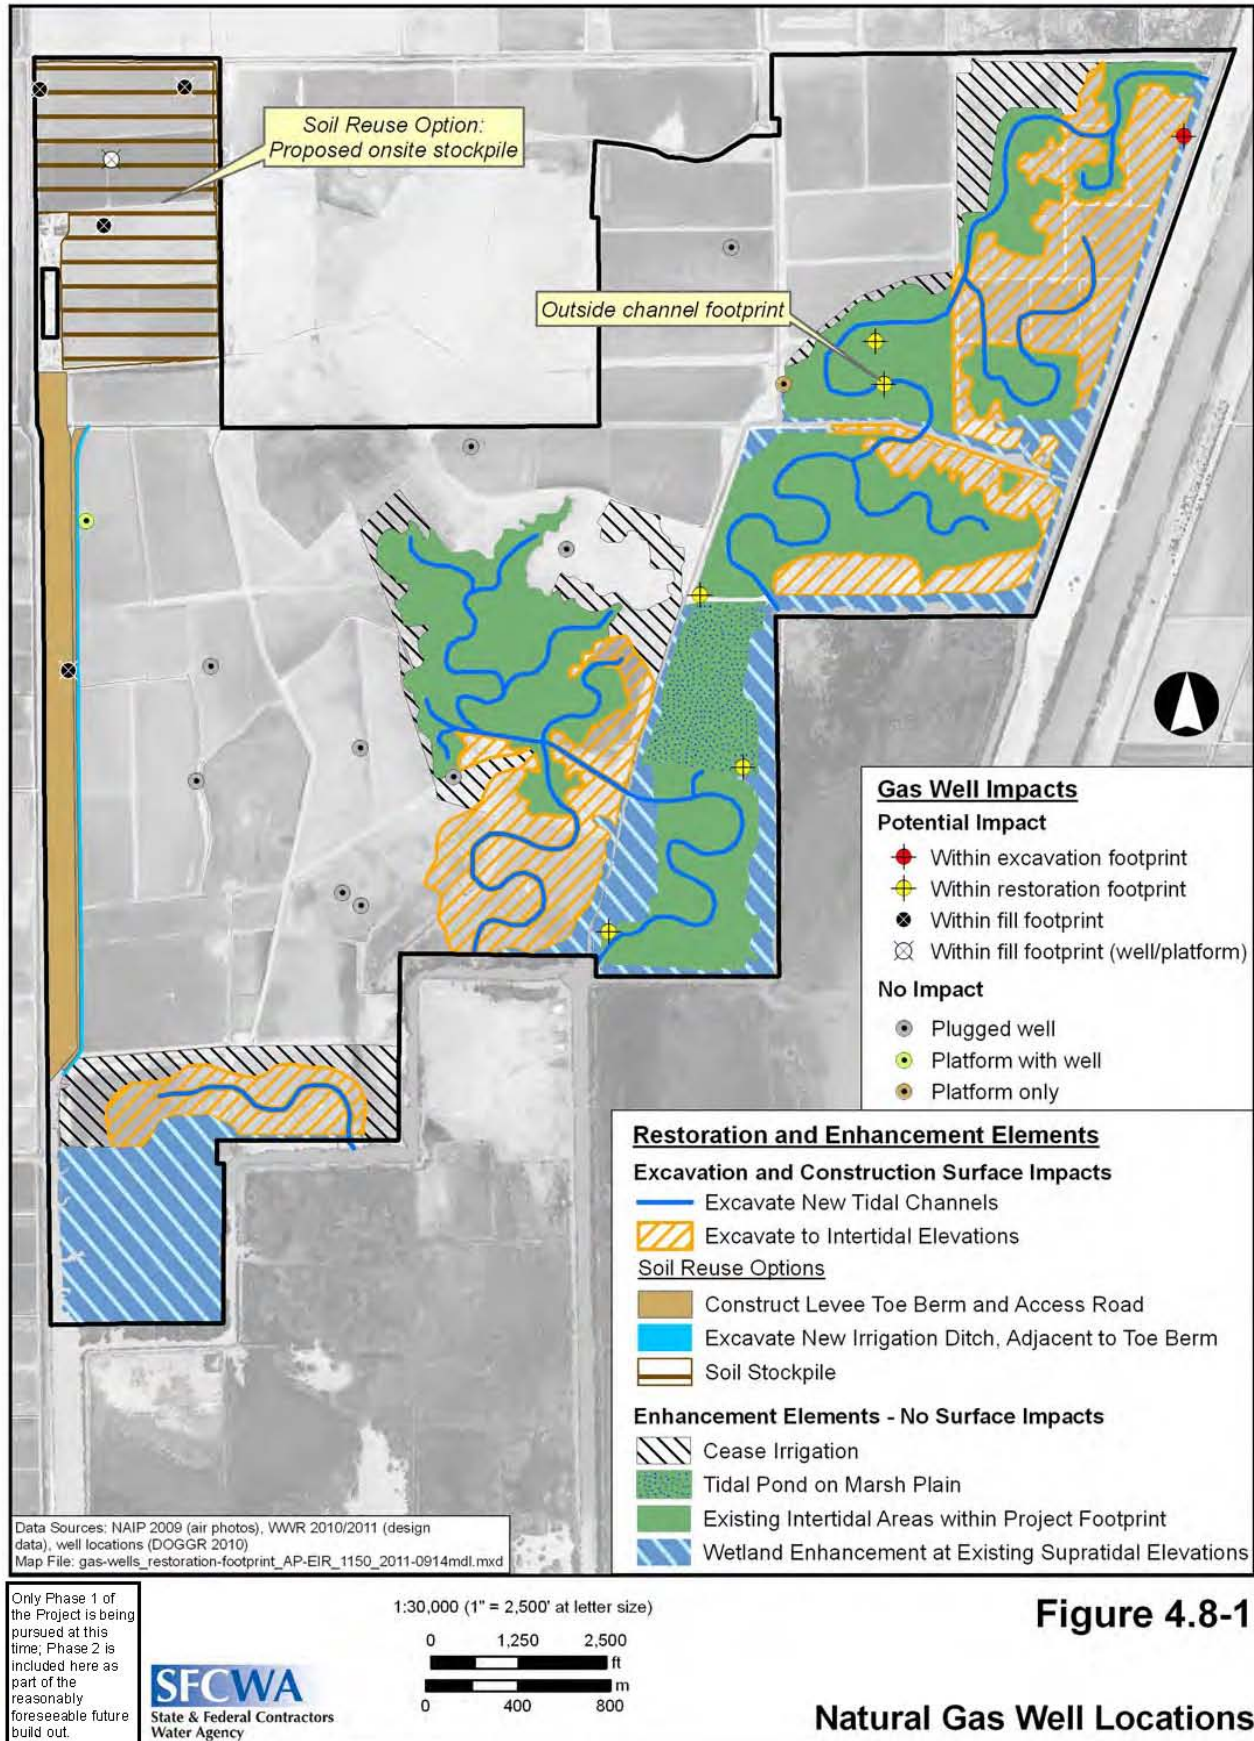 Soil Reuse Option:
Proposed onsite stockpile
Outside channel footprint
Gas Well Impacts
Potential Impact
Within excavation footprint
Within restoration footprint
Within fill footprint
Within fill footprint (well/platform)
No Impact
Plugged well
Platform with well
Platform only
Restoration and Enhancement Elements
Excavation and Construction Surface Impacts
Excavate New Tidal Channels
Excavate to Intertidal Elevations
Soil Reuse Options
Construct Levee Toe Berm and Access Road
Excavate New Irrigation Ditch, Adjacent to Toe Berm
Soil Stockpile
Enhancement Elements - No Surface Impacts
Cease Irrigation
Tidal Pond on Marsh Plain
Existing Intertidal Areas within Project Footprint
Wetland Enhancement at Existing Supratidal Elevations
Data Sources: NAIP 2009 (air photos), WWR 2010/2011 (design
data), well locations (DOGGR 2010)
Map File: gas-wells_restoration-footprint_AP-EIR_1150_2011-0914mdl.mxd
Only Phase 1 of
the Project is being
pursued at this
time; Phase 2 is
included here as
part of the
reasonably
foreseeable future
build out.
SFCWA
State & Federal Contractors
Water Agency
1:30,000 (1" = 2,500' at letter size)
0 1,250 2,500
ft
m
0 400 800
Figure 4.8-1
Natural Gas Well Locations